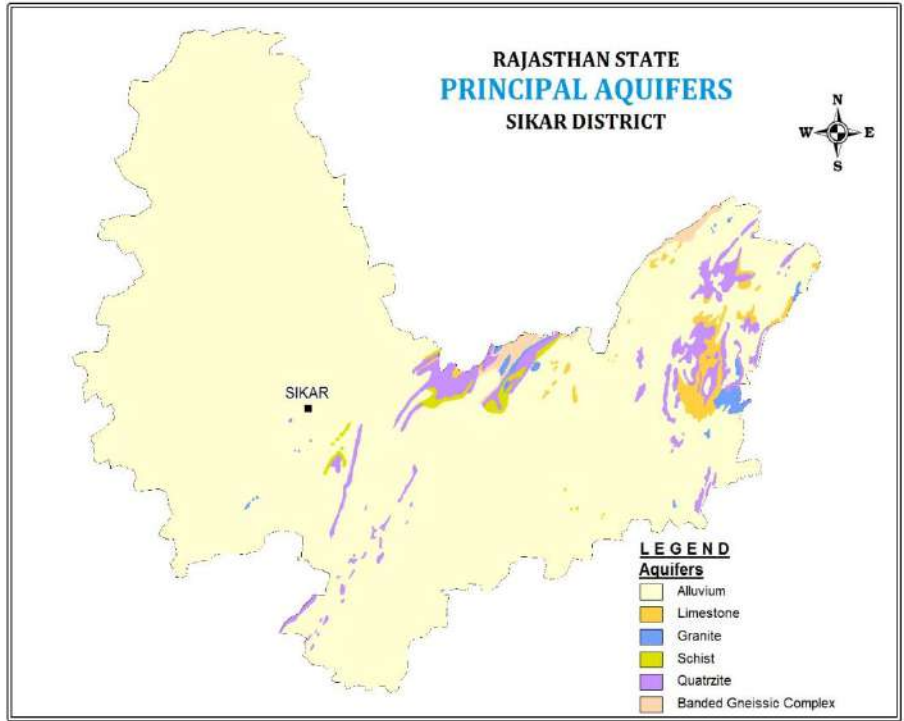 RAJASTHAN STATE
PRINCIPAL AQUIFERS
SIKAR DISTRICT
N
W E
S
SIKAR
LEGEND
Aquifers
Alluvium
Limestone
Granite
Schist
Quatrzite
Banded Gneissic Complex